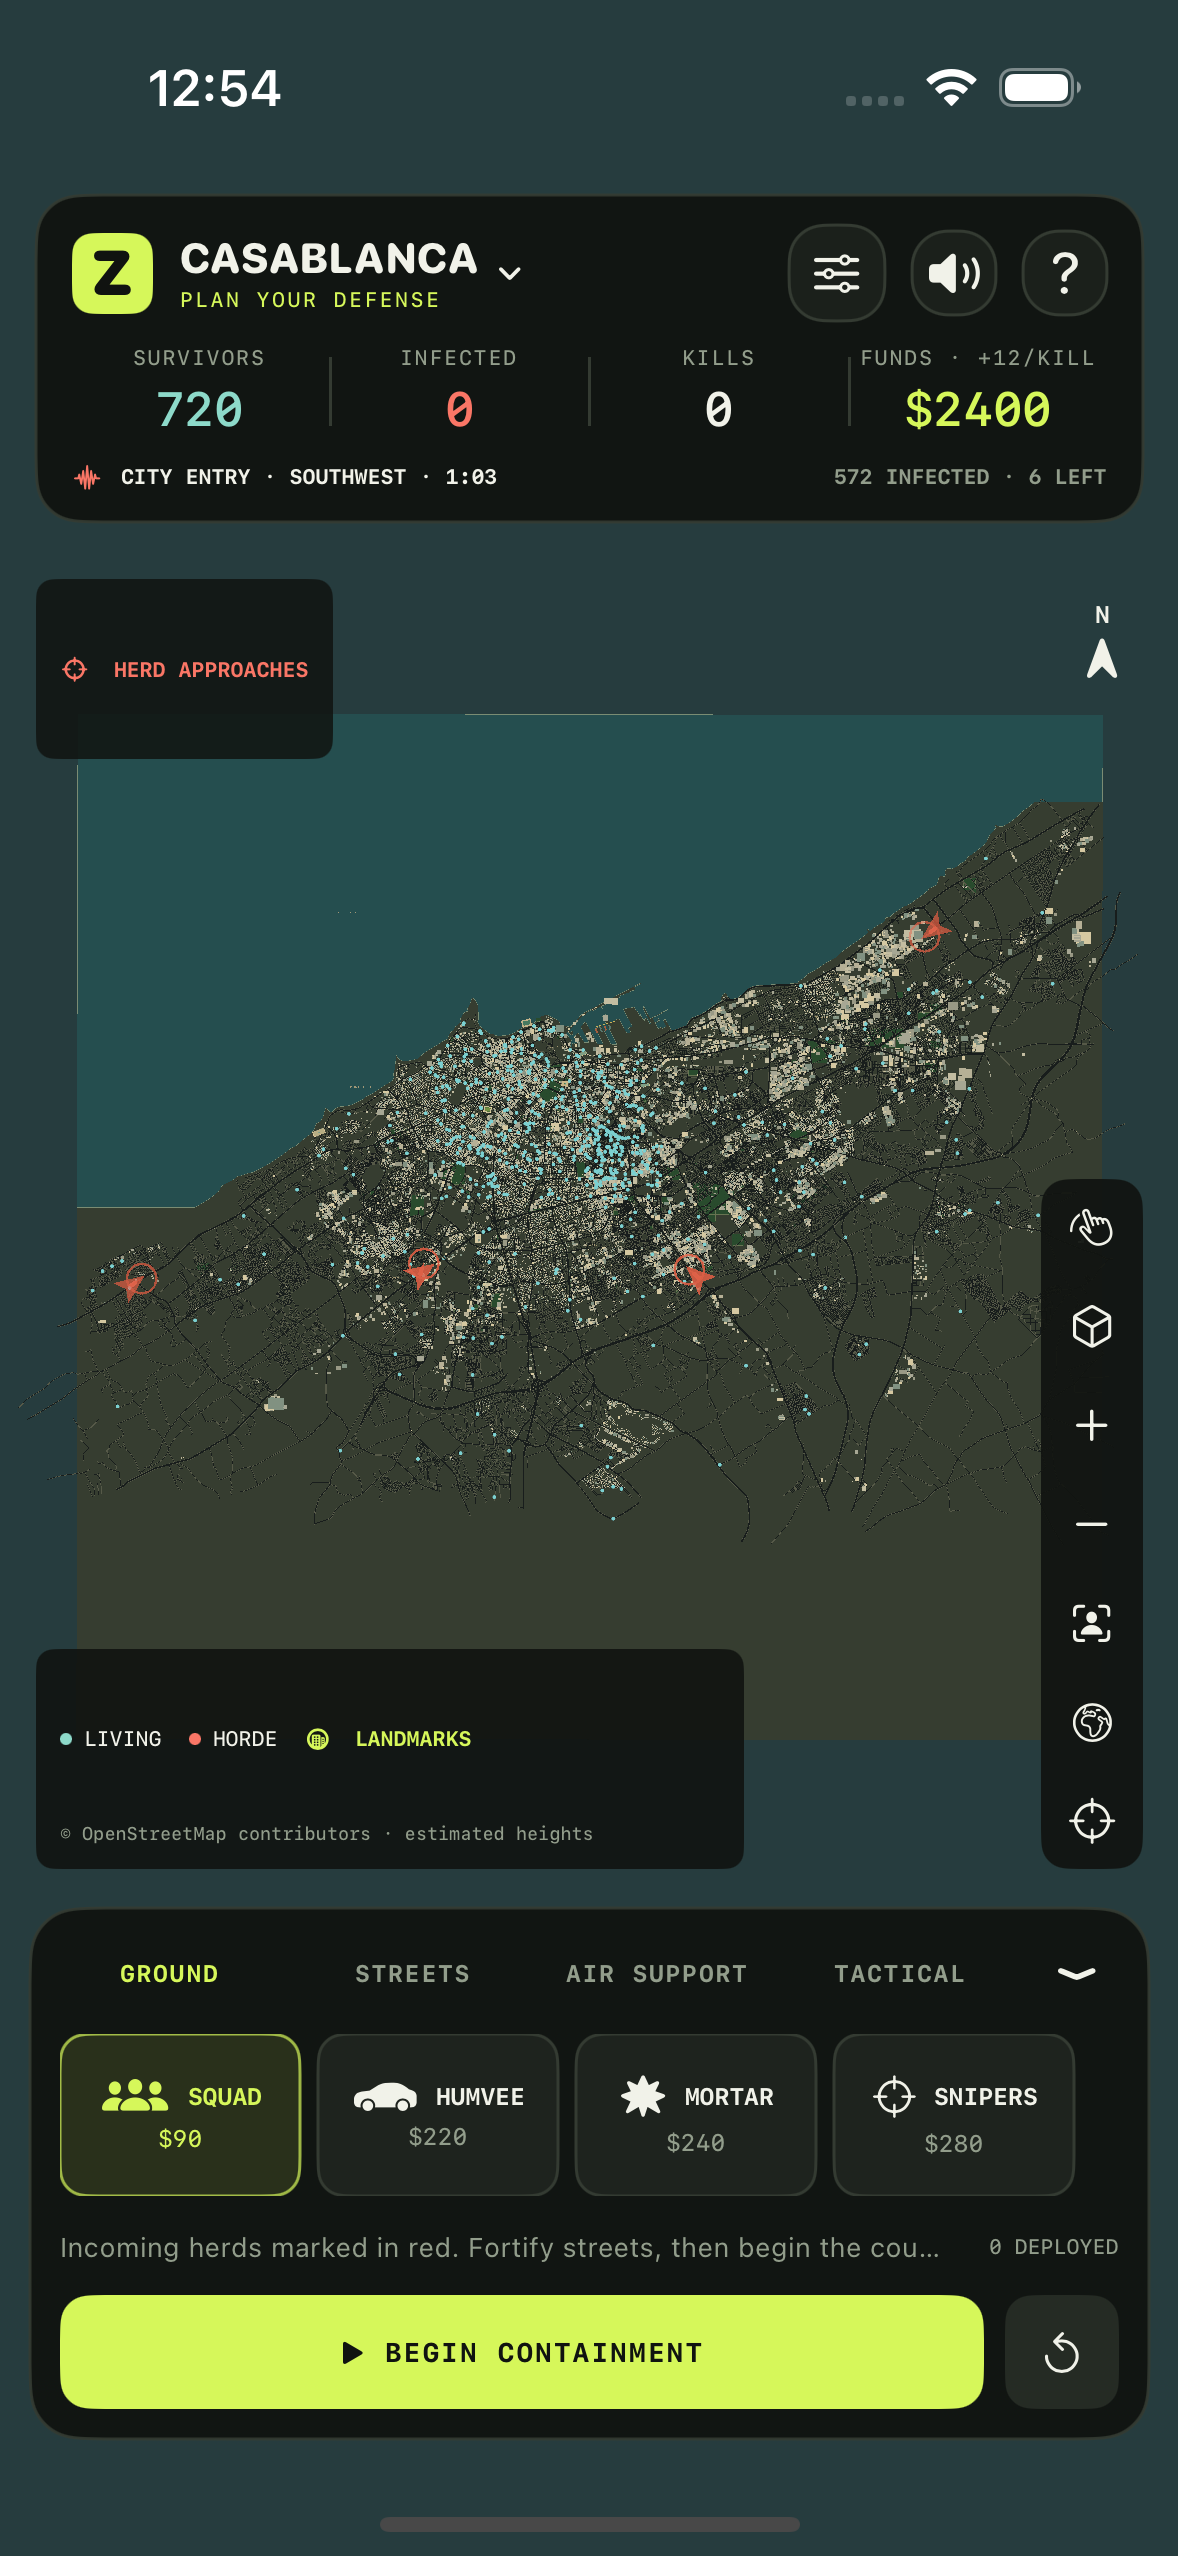 12:54
Z
CASABLANCA
PLAN YOUR DEFENSE
?
SURVIVORS
720
INFECTED
0
KILLS
0
FUNDS · +12/KILL
$2400
CITY ENTRY · SOUTHWEST · 1:03
572 INFECTED · 6 LEFT
HERD APPROACHES
N
LIVING
HORDE
LANDMARKS
© OpenStreetMap contributors · estimated heights
GROUND
STREETS
AIR SUPPORT
TACTICAL
SQUAD
$90
HUMVEE
$220
MORTAR
$240
SNIPERS
$280
Incoming herds marked in red. Fortify streets, then begin the cou…
0 DEPLOYED
BEGIN CONTAINMENT